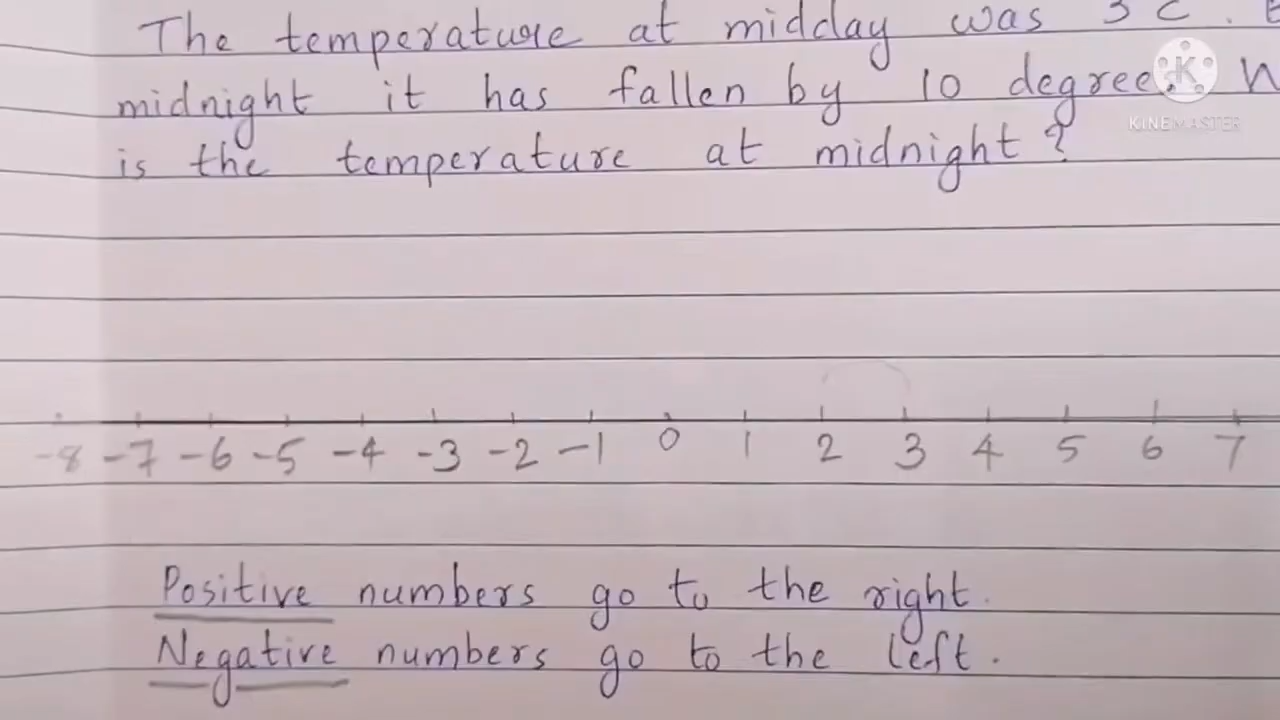 The temperature at midday was 3 c .
midnight it has fallen by 10 degree.
is the temperature at midnight ?
KINEMASTER
-8 -7 -6 -5 -4 -3 -2 -1 0 1 2 3 4 5 6 7
Positive numbers go to the right.
Negative numbers go to the left.